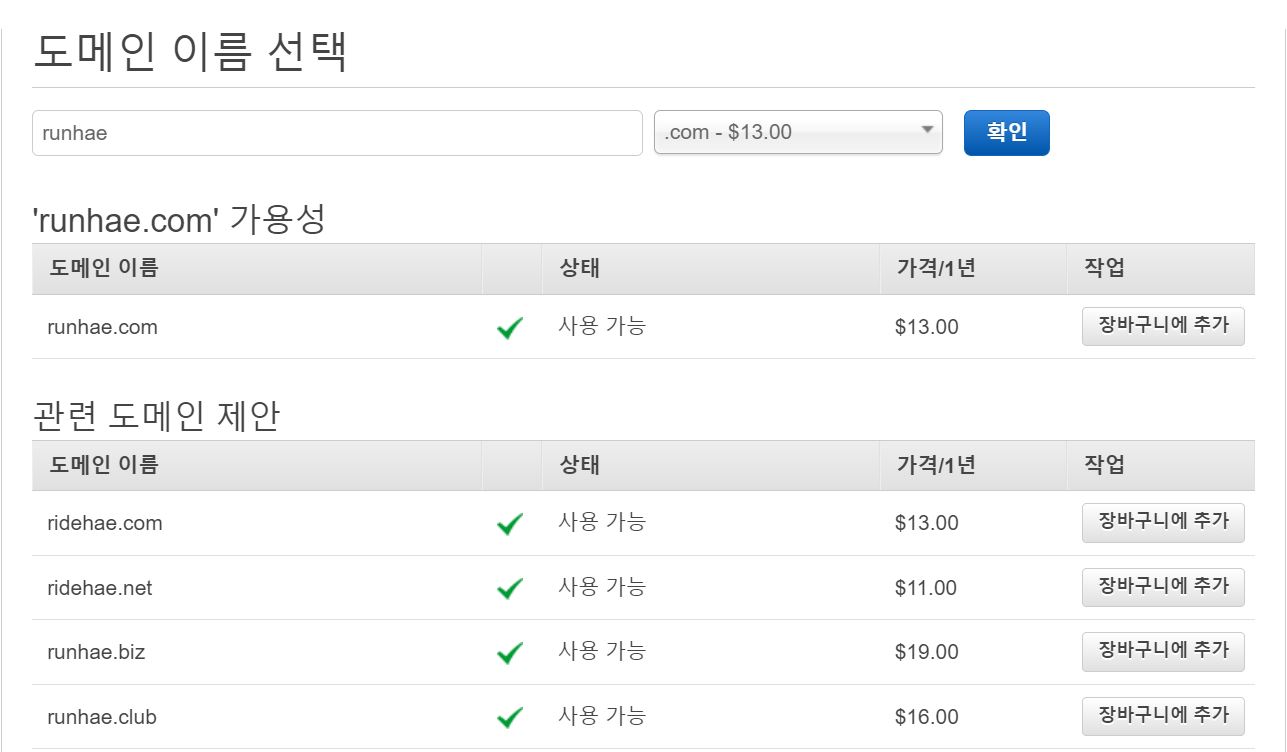 도메인 이름 선택
runhae .com - $13.00 확인
'runhae.com' 가용성
도메인 이름 상태 가격/1년 작업
runhae.com 사용 가능 $13.00 장바구니에 추가
관련 도메인 제안
도메인 이름 상태 가격/1년 작업
ridehae.com 사용 가능 $13.00 장바구니에 추가
ridehae.net 사용 가능 $11.00 장바구니에 추가
runhae.biz 사용 가능 $19.00 장바구니에 추가
runhae.club 사용 가능 $16.00 장바구니에 추가